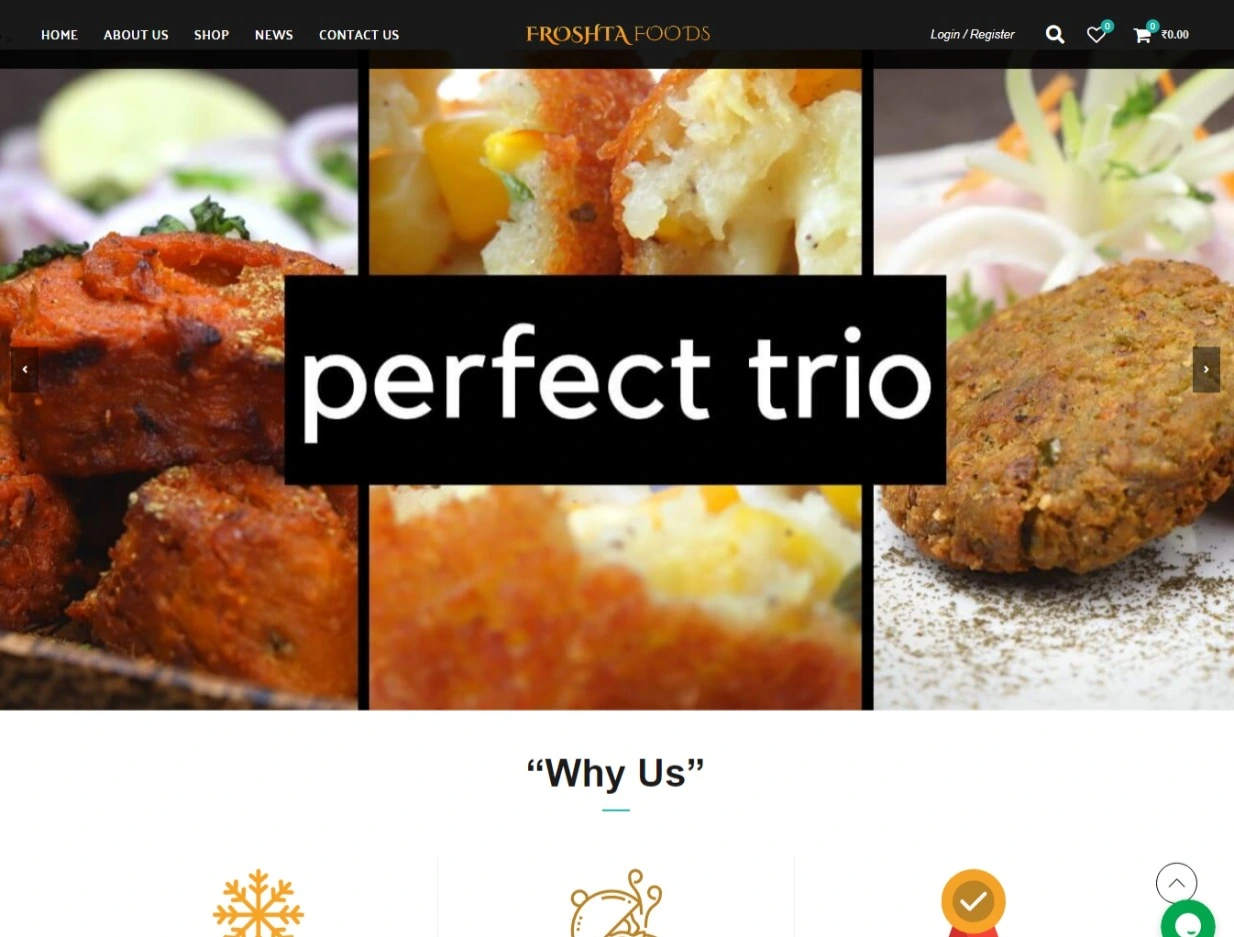 HOME ABOUT US SHOP NEWS CONTACT US FROSHTA FOODS Login / Register 0 0 ₹0.00
perfect trio
“Why Us”